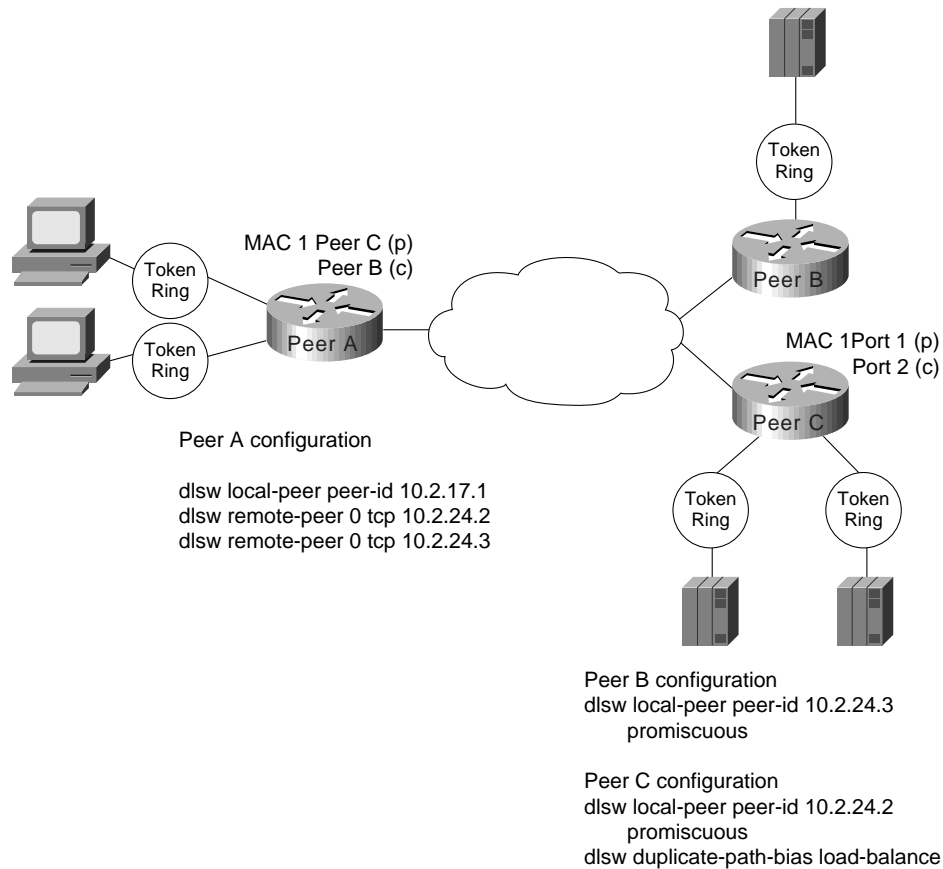 Token
Ring
MAC 1 Peer C (p)
Peer B (c)
Token
Ring
Peer B
Peer A
Token
Ring
MAC 1Port 1 (p)
Port 2 (c)
Peer C
Peer A configuration
dlsw local-peer peer-id 10.2.17.1
dlsw remote-peer 0 tcp 10.2.24.2
dlsw remote-peer 0 tcp 10.2.24.3
Token
Ring
Token
Ring
Peer B configuration
dlsw local-peer peer-id 10.2.24.3
promiscuous
Peer C configuration
dlsw local-peer peer-id 10.2.24.2
promiscuous
dlsw duplicate-path-bias load-balance